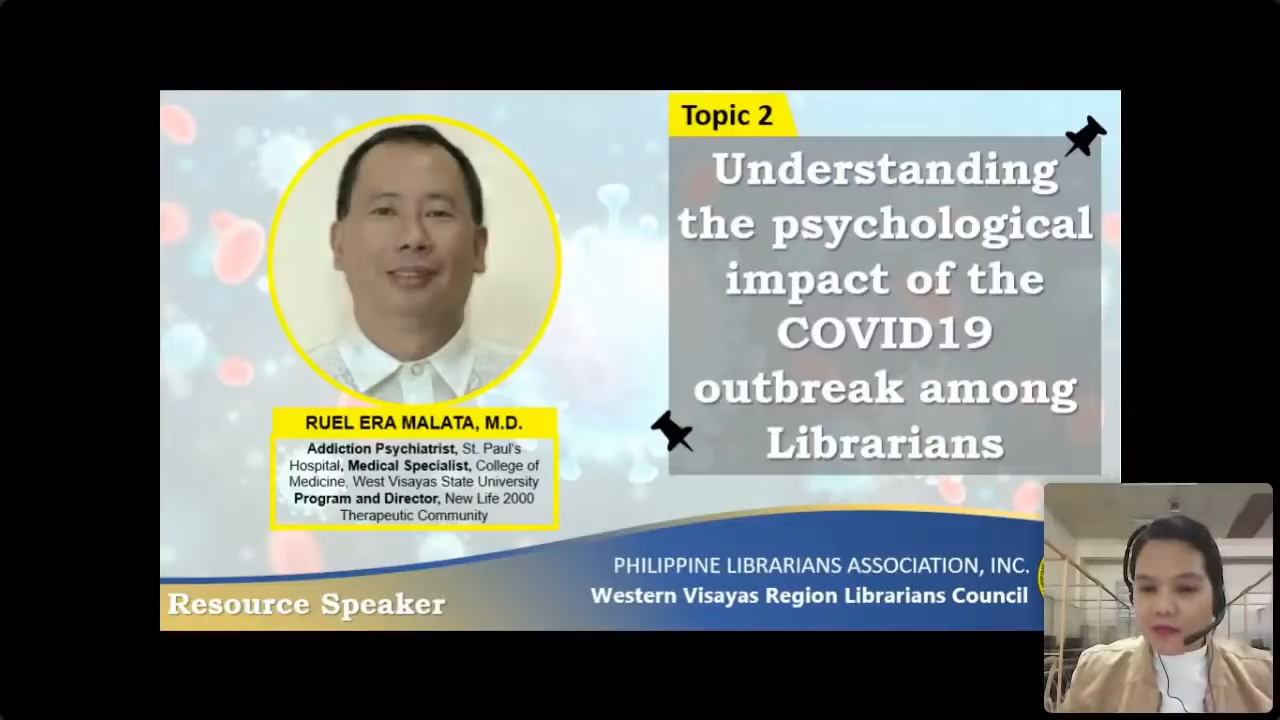 Topic 2
Understanding
the psychological
impact of the
COVID19
outbreak among
Librarians
RUEL ERA MALATA, M.D.
Addiction Psychiatrist, St. Paul's
Hospital, Medical Specialist, College of
Medicine, West Visayas State University
Program and Director, New Life 2000
Therapeutic Community
PHILIPPINE LIBRARIANS ASSOCIATION, INC.
Western Visayas Region Librarians Council
Resource Speaker